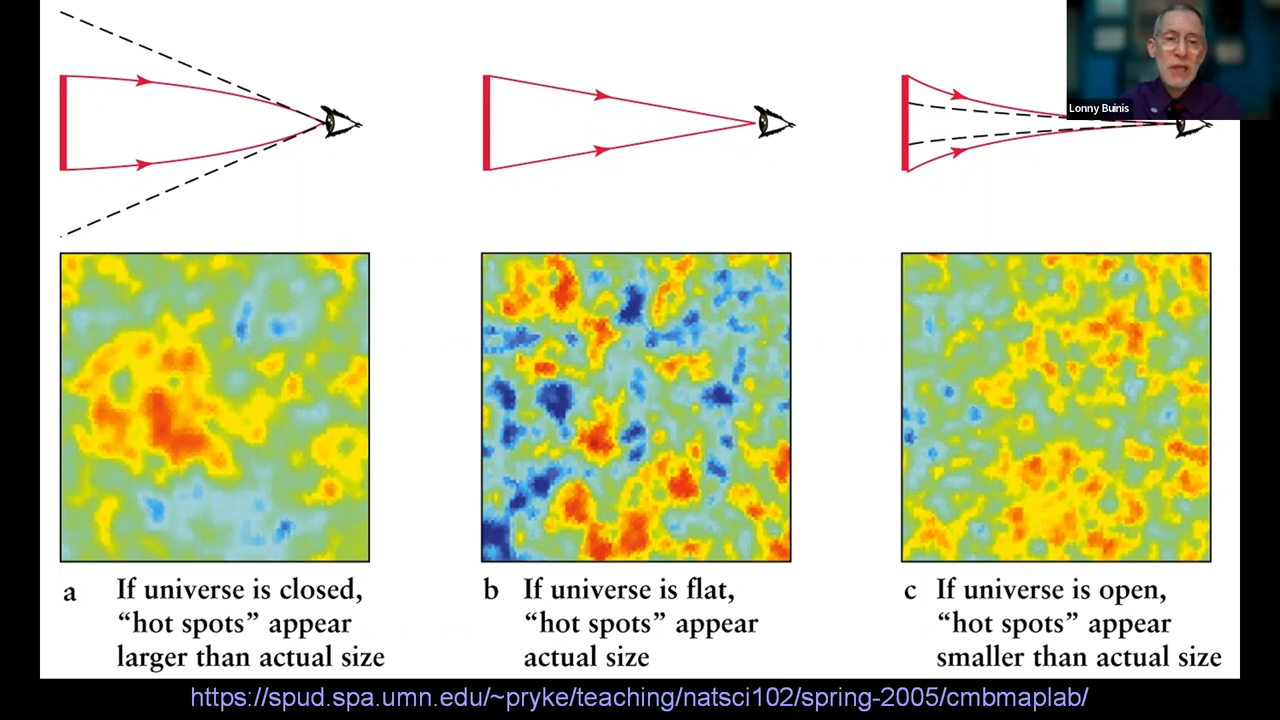 Lonny Buinis
a If universe is closed,
“hot spots” appear
larger than actual size
b If universe is flat,
“hot spots” appear
actual size
c If universe is open,
“hot spots” appear
smaller than actual size
https://spud.spa.umn.edu/~pryke/teaching/natsci102/spring-2005/cmbmaplab/